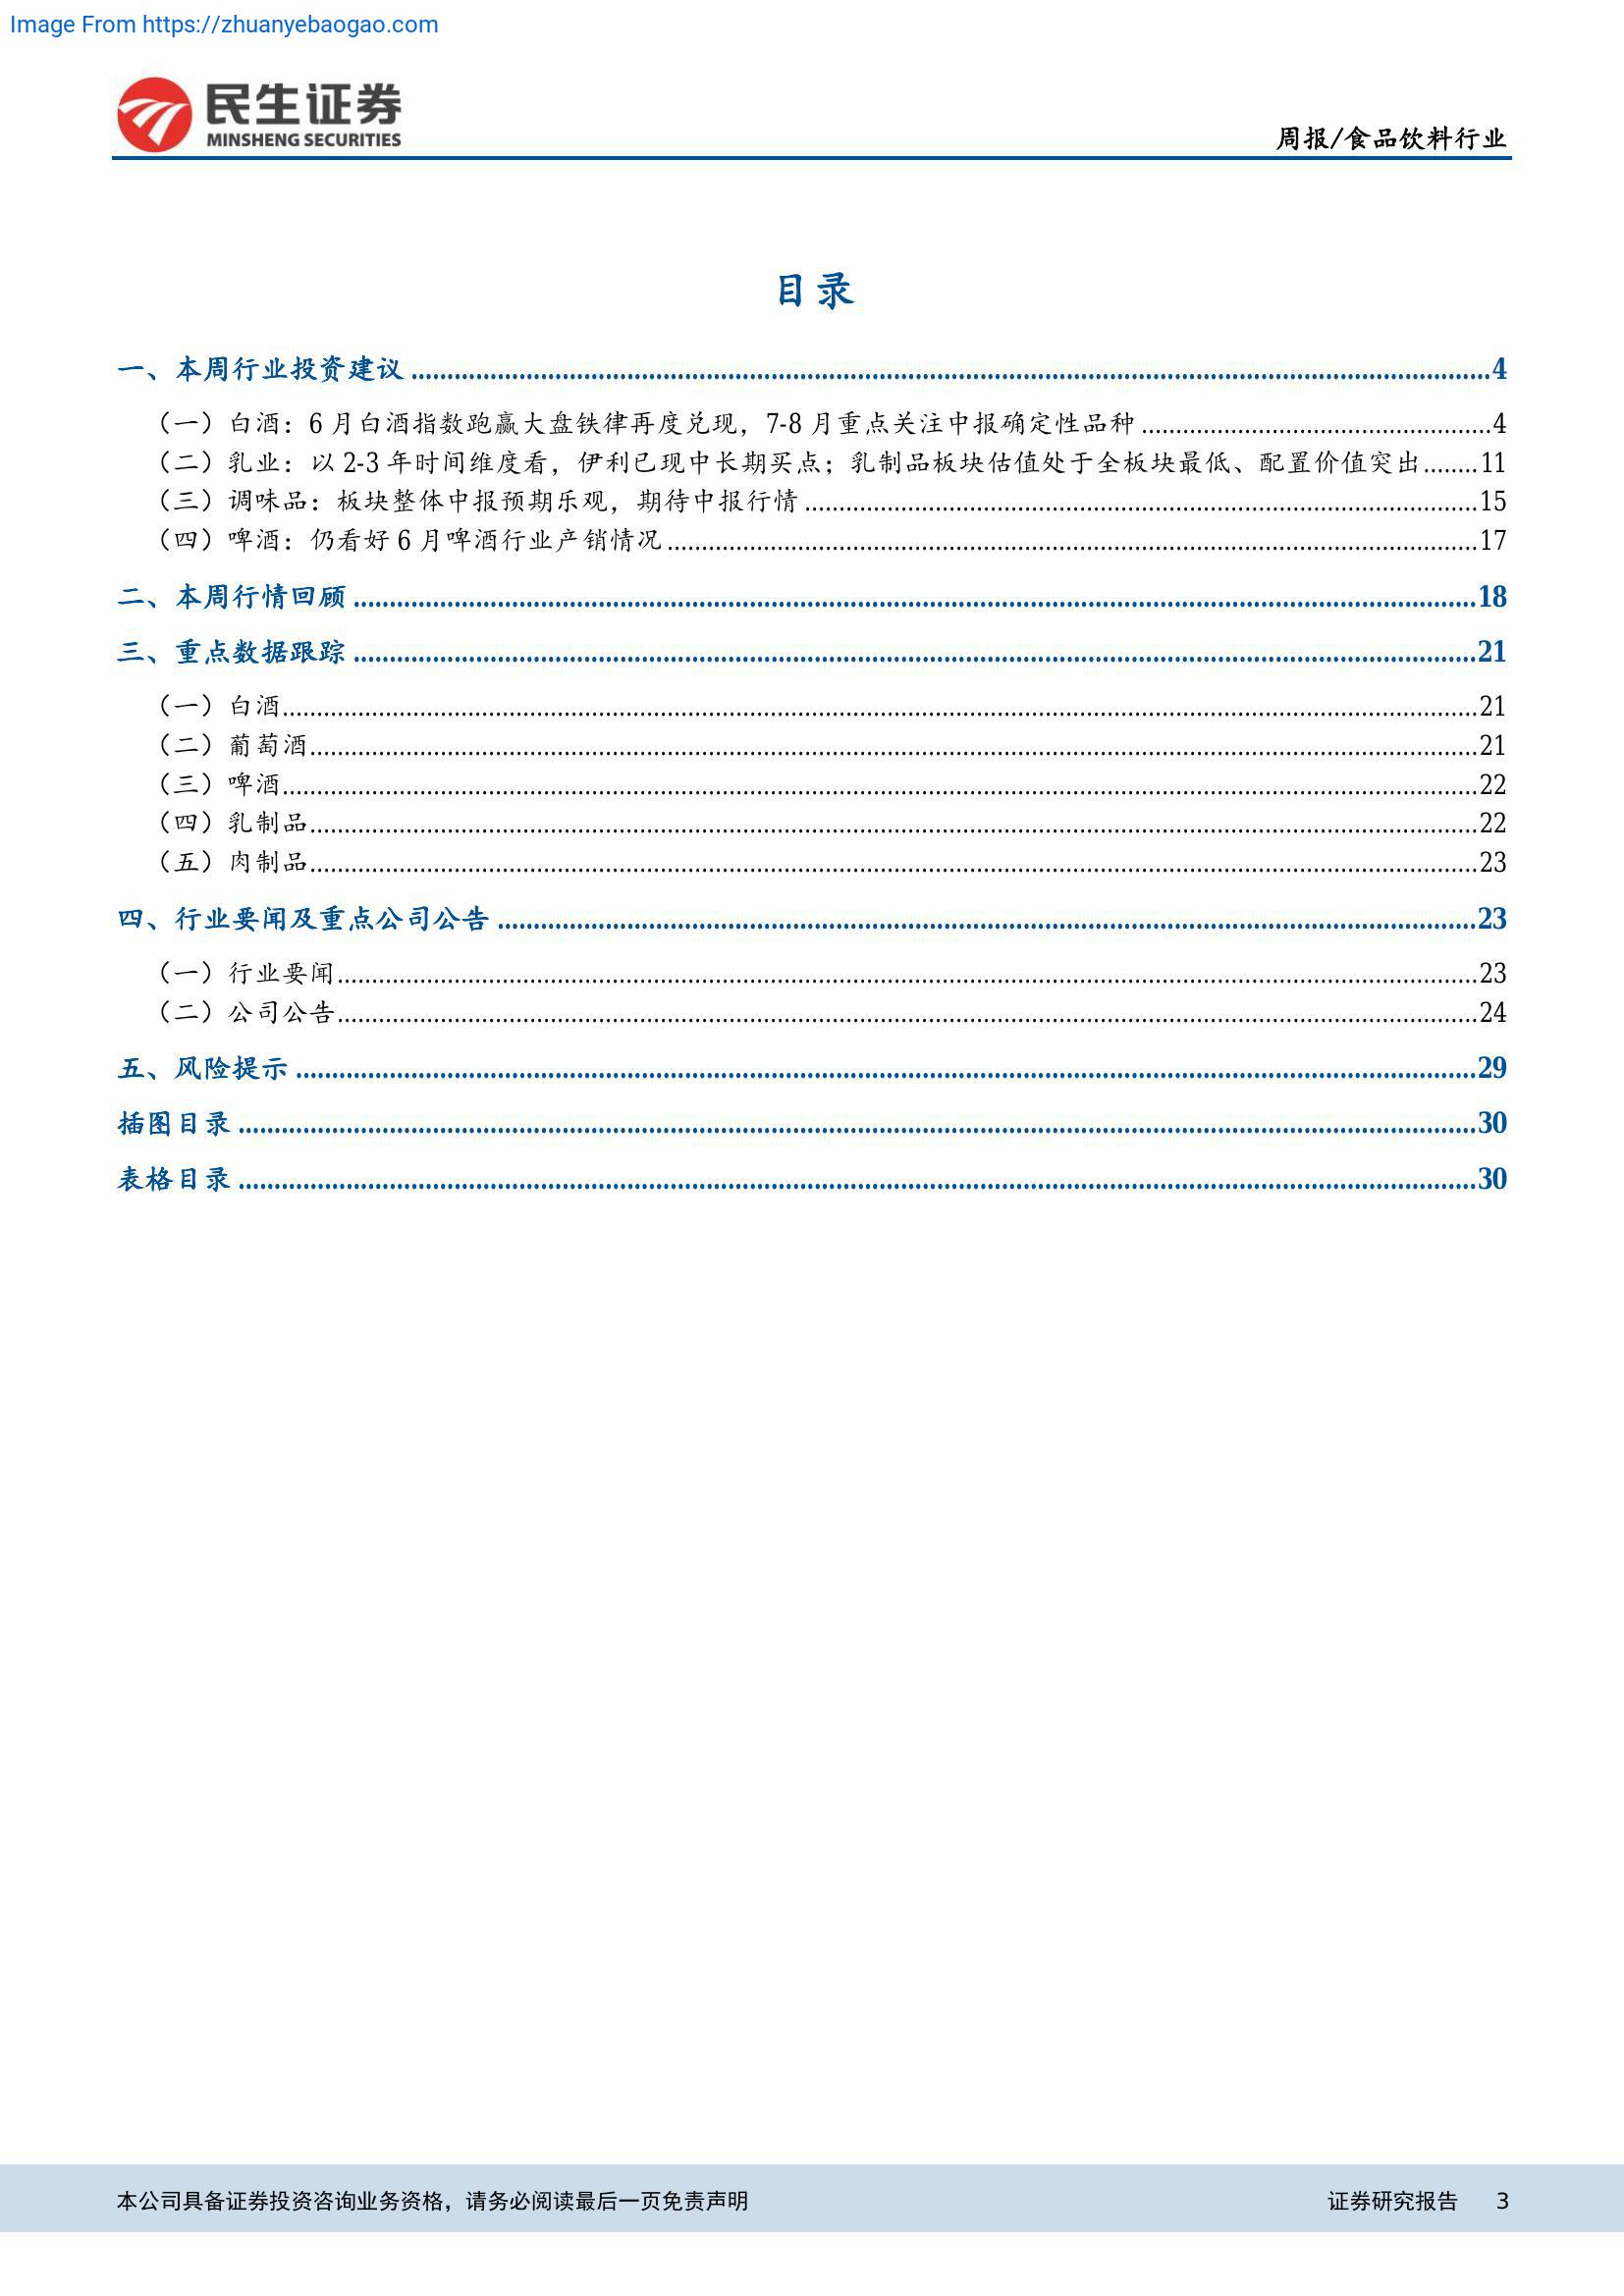 Image From https://zhuanyebaogao.com
民生证券
MINSHENG SECURITIES
周报/食品饮料行业
目录
一、本周行业投资建议 4
（一）白酒：6 月白酒指数跑赢大盘铁律再度兑现，7-8 月重点关注中报确定性品种 4
（二）乳业：以 2-3 年时间维度看，伊利已现中长期买点；乳制品板块估值处于全板块最低、配置价值突出 11
（三）调味品：板块整体中报预期乐观，期待中报行情 15
（四）啤酒：仍看好 6 月啤酒行业产销情况 17
二、本周行情回顾 18
三、重点数据跟踪 21
（一）白酒 21
（二）葡萄酒 21
（三）啤酒 22
（四）乳制品 22
（五）肉制品 23
四、行业要闻及重点公司公告 23
（一）行业要闻 23
（二）公司公告 24
五、风险提示 29
插图目录 30
表格目录 30
本公司具备证券投资咨询业务资格，请务必阅读最后一页免责声明 证券研究报告 3